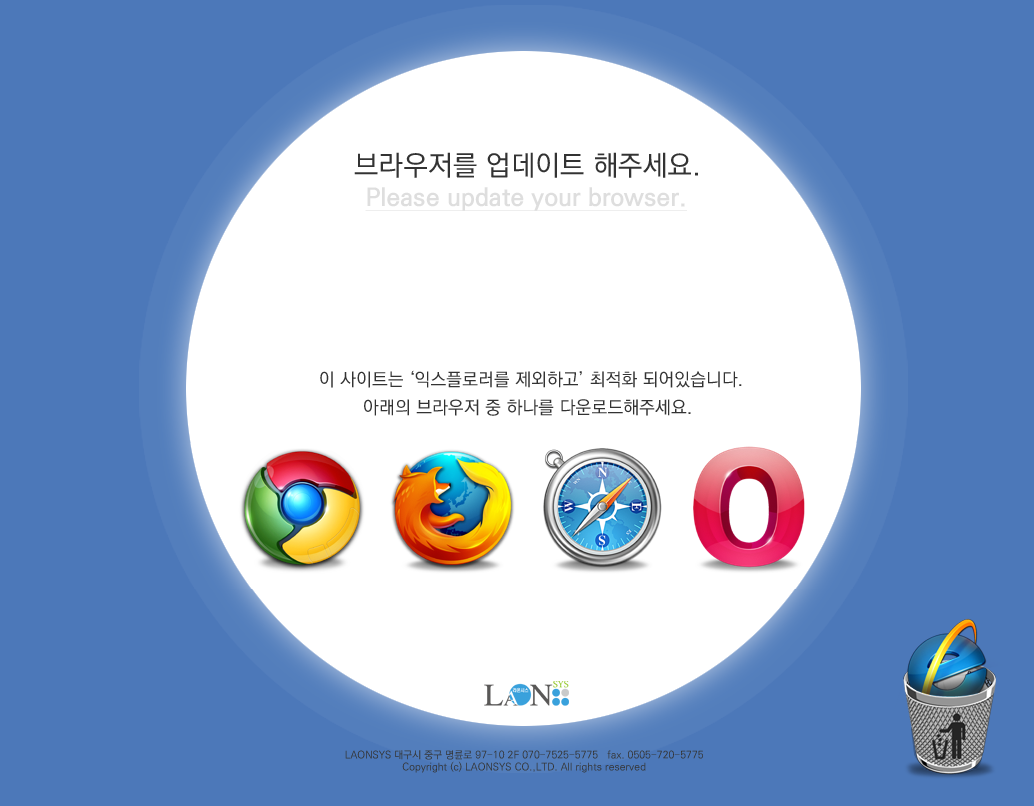 브라우저를 업데이트 해주세요.
Please update your browser.
이 사이트는 ‘익스플로러를 제외하고’ 최적화 되어있습니다.
아래의 브라우저 중 하나를 다운로드해주세요.
N
W
E
S
LAON SYS
라온시스
LAONSYS 대구시 중구 명륜로 97-10 2F 070-7525-5775 fax. 0505-720-5775
Copyright (c) LAONSYS CO.,LTD. All rights reserved